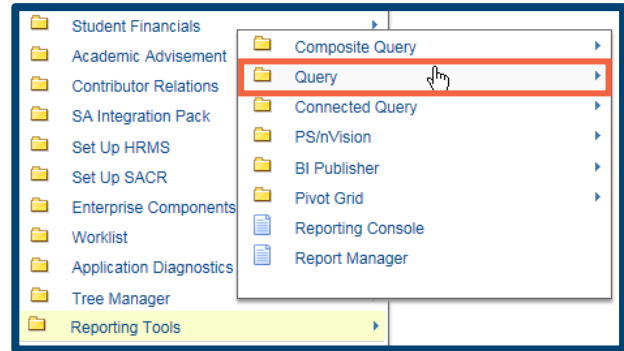 Student Financials
Academic Advisement
Contributor Relations
SA Integration Pack
Set Up HRMS
Set Up SACR
Enterprise Components
Worklist
Application Diagnostics
Tree Manager
Reporting Tools
Composite Query
Query
Connected Query
PS/nVision
BI Publisher
Pivot Grid
Reporting Console
Report Manager